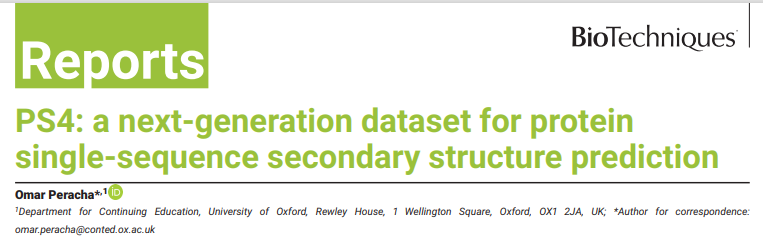 Reports
BioTechniques
PS4: a next-generation dataset for protein
single-sequence secondary structure prediction
Omar Peracha*,1 iD
1Department for Continuing Education, University of Oxford, Rewley House, 1 Wellington Square, Oxford, OX1 2JA, UK; *Author for correspondence:
omar.peracha@conted.ox.ac.uk